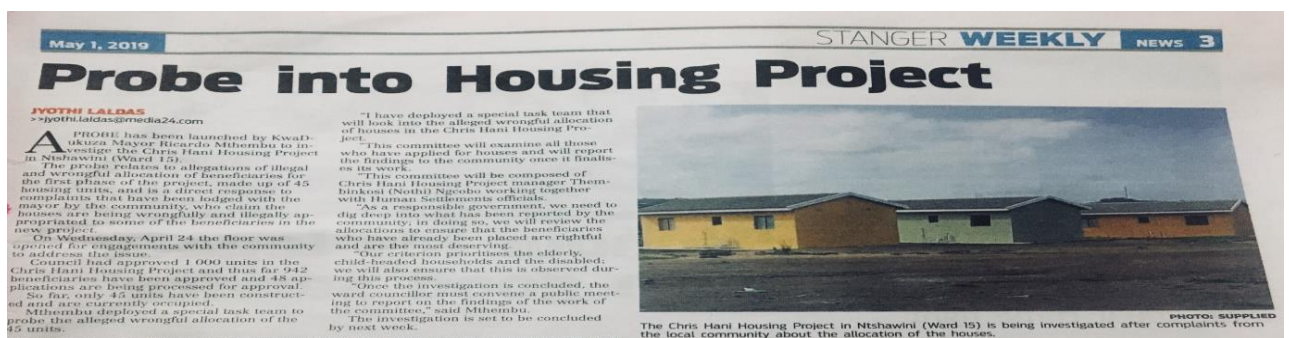 May 1, 2019
STANGER WEEKLY NEWS 3
Probe into Housing Project
JYOTHI LALDAS
>>jyothi.laldas@media24.com
A PROBE has been launched by KwaD-
ukuza Mayor Ricardo Mthembu to in-
vestige the Chris Hani Housing Project
in Ntshawini (Ward 15).
The probe relates to allegations of illegal
and wrongful allocation of beneficiaries for
the first phase of the project, made up of 45
housing units, and is a direct response to
complaints that have been lodged with the
mayor by the community, who claim the
houses are being wrongfully and illegally ap-
propriated to some of the beneficiaries in the
new project.
On Wednesday, April 24 the floor was
opened for engagements with the community
to address the issue.
Council had approved 1 000 units in the
Chris Hani Housing Project and thus far 942
beneficiaries have been approved and 48 ap-
plications are being processed for approval.
So far, only 45 units have been construct-
ed and are currently occupied.
Mthembu deployed a special task team to
probe the alleged wrongful allocation of the
45 units.
"I have deployed a special task team that
will look into the alleged wrongful allocation
of houses in the Chris Hani Housing Pro-
ject.
"This committee will examine all those
who have applied for houses and will report
the findings to the community once it finalis-
es its work.
"This committee will be composed of
Chris Hani Housing Project manager Them-
binkosi (Nothi) Ngcobo working together
with Human Settlements officials.
"As a responsible government, we need to
dig deep into what has been reported by the
community; in doing so, we will review the
allocations to ensure that the beneficiaries
who have already been placed are rightful
and are the most deserving.
"Our criterion prioritises the elderly,
child-headed households and the disabled;
we will also ensure that this is observed dur-
ing this process.
"Once the investigation is concluded, the
ward councillor must convene a public meet-
ing to report on the findings of the work of
the committee," said Mthembu.
The investigation is set to be concluded
by next week.
PHOTO: SUPPLIED
The Chris Hani Housing Project in Ntshawini (Ward 15) is being investigated after complaints from
the local community about the allocation of the houses.